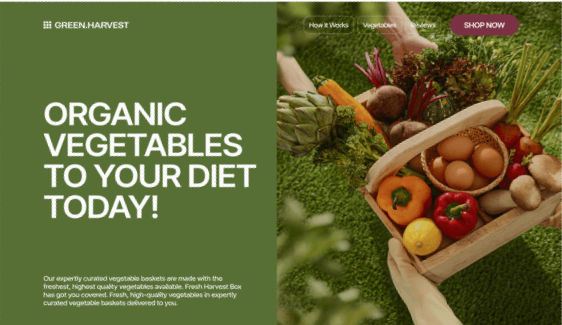 GREEN.HARVEST
How It Works
Vegetables
Reviews
SHOP NOW
ORGANIC
VEGETABLES
TO YOUR DIET
TODAY!
Our expertly curated vegetable baskets are made with the
freshest, highest quality vegetables available. Fresh Harvest Box
has got you covered. Fresh, high-quality vegetables in expertly
curated vegetable baskets delivered to you.